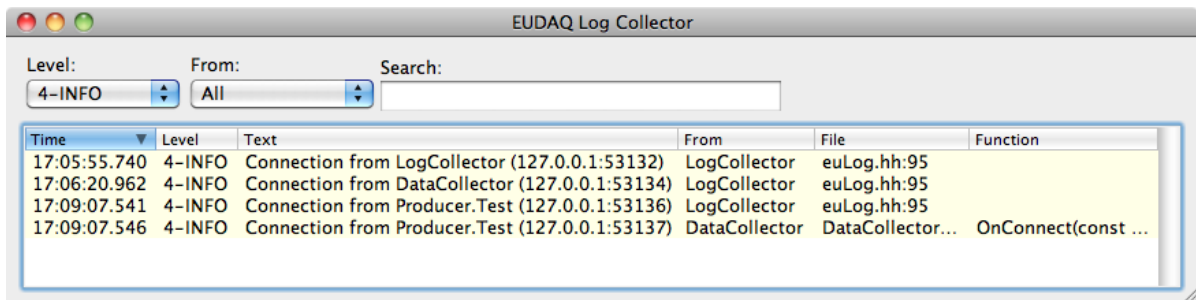 EUDAQ Log Collector
Level: From: Search:
4-INFO All
Time Level Text From File Function
17:05:55.740 4-INFO Connection from LogCollector (127.0.0.1:53132) LogCollector euLog.hh:95
17:06:20.962 4-INFO Connection from DataCollector (127.0.0.1:53134) LogCollector euLog.hh:95
17:09:07.541 4-INFO Connection from Producer.Test (127.0.0.1:53136) LogCollector euLog.hh:95
17:09:07.546 4-INFO Connection from Producer.Test (127.0.0.1:53137) DataCollector DataCollector... OnConnect(const ...